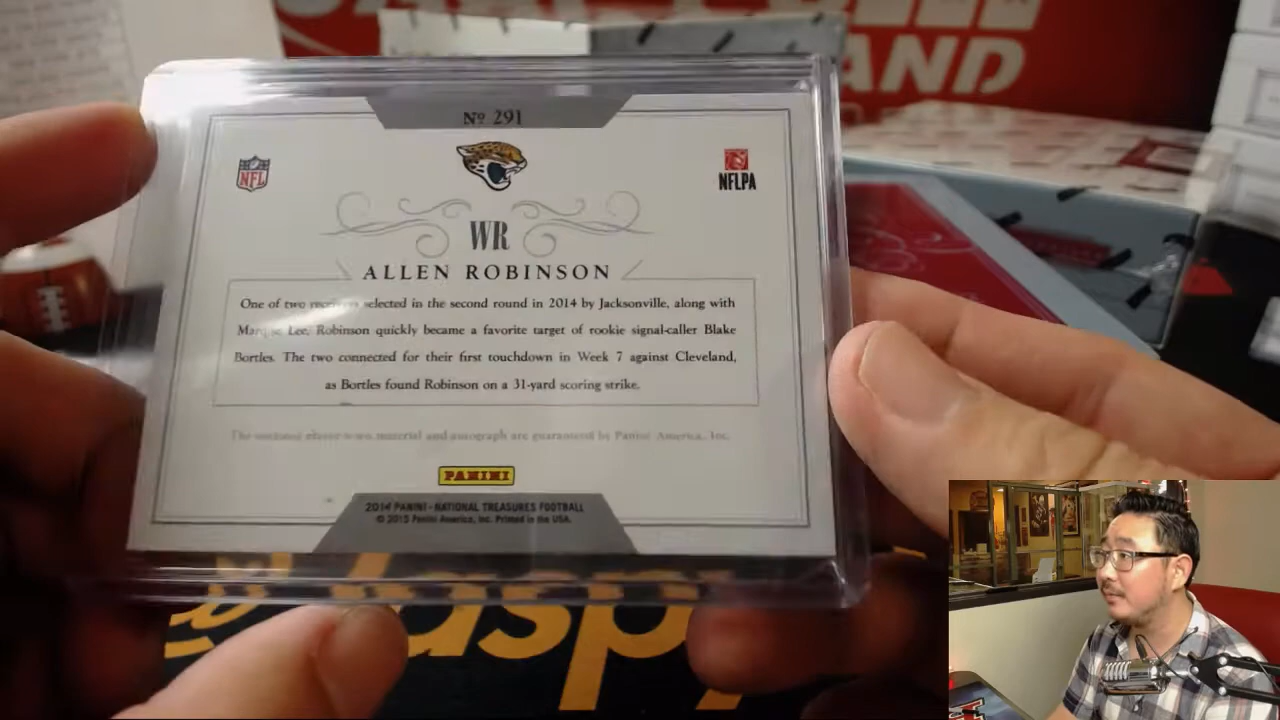 AND
Nº 291
NFL
NFLPA
WR
ALLEN ROBINSON
One of two receivers selected in the second round in 2014 by Jacksonville, along with
Marqise Lee, Robinson quickly became a favorite target of rookie signal-caller Blake
Bortles. The two connected for their first touchdown in Week 7 against Cleveland,
as Bortles found Robinson on a 31-yard scoring strike.
material and autograph are guaranteed by Panini America, Inc.
PANINI
2014 PANINI - NATIONAL TREASURES FOOTBALL
© 2015 Panini America, Inc. Printed in the USA.
Jaspy